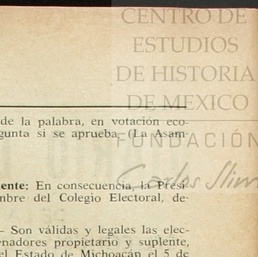 CENTRO DE
ESTUDIOS
DE HISTORIA
DE MEXICO
FUNDACIÓN
Carlos Slim
de la palabra, en votación eco-
gunta si se aprueba. (La Asam-
ente: En consecuencia, la Presi-
mbre del Colegio Electoral, de-
- Son válidas y legales las elec-
enadores propietario y suplente,
el Estado de Michoacán el 5 de